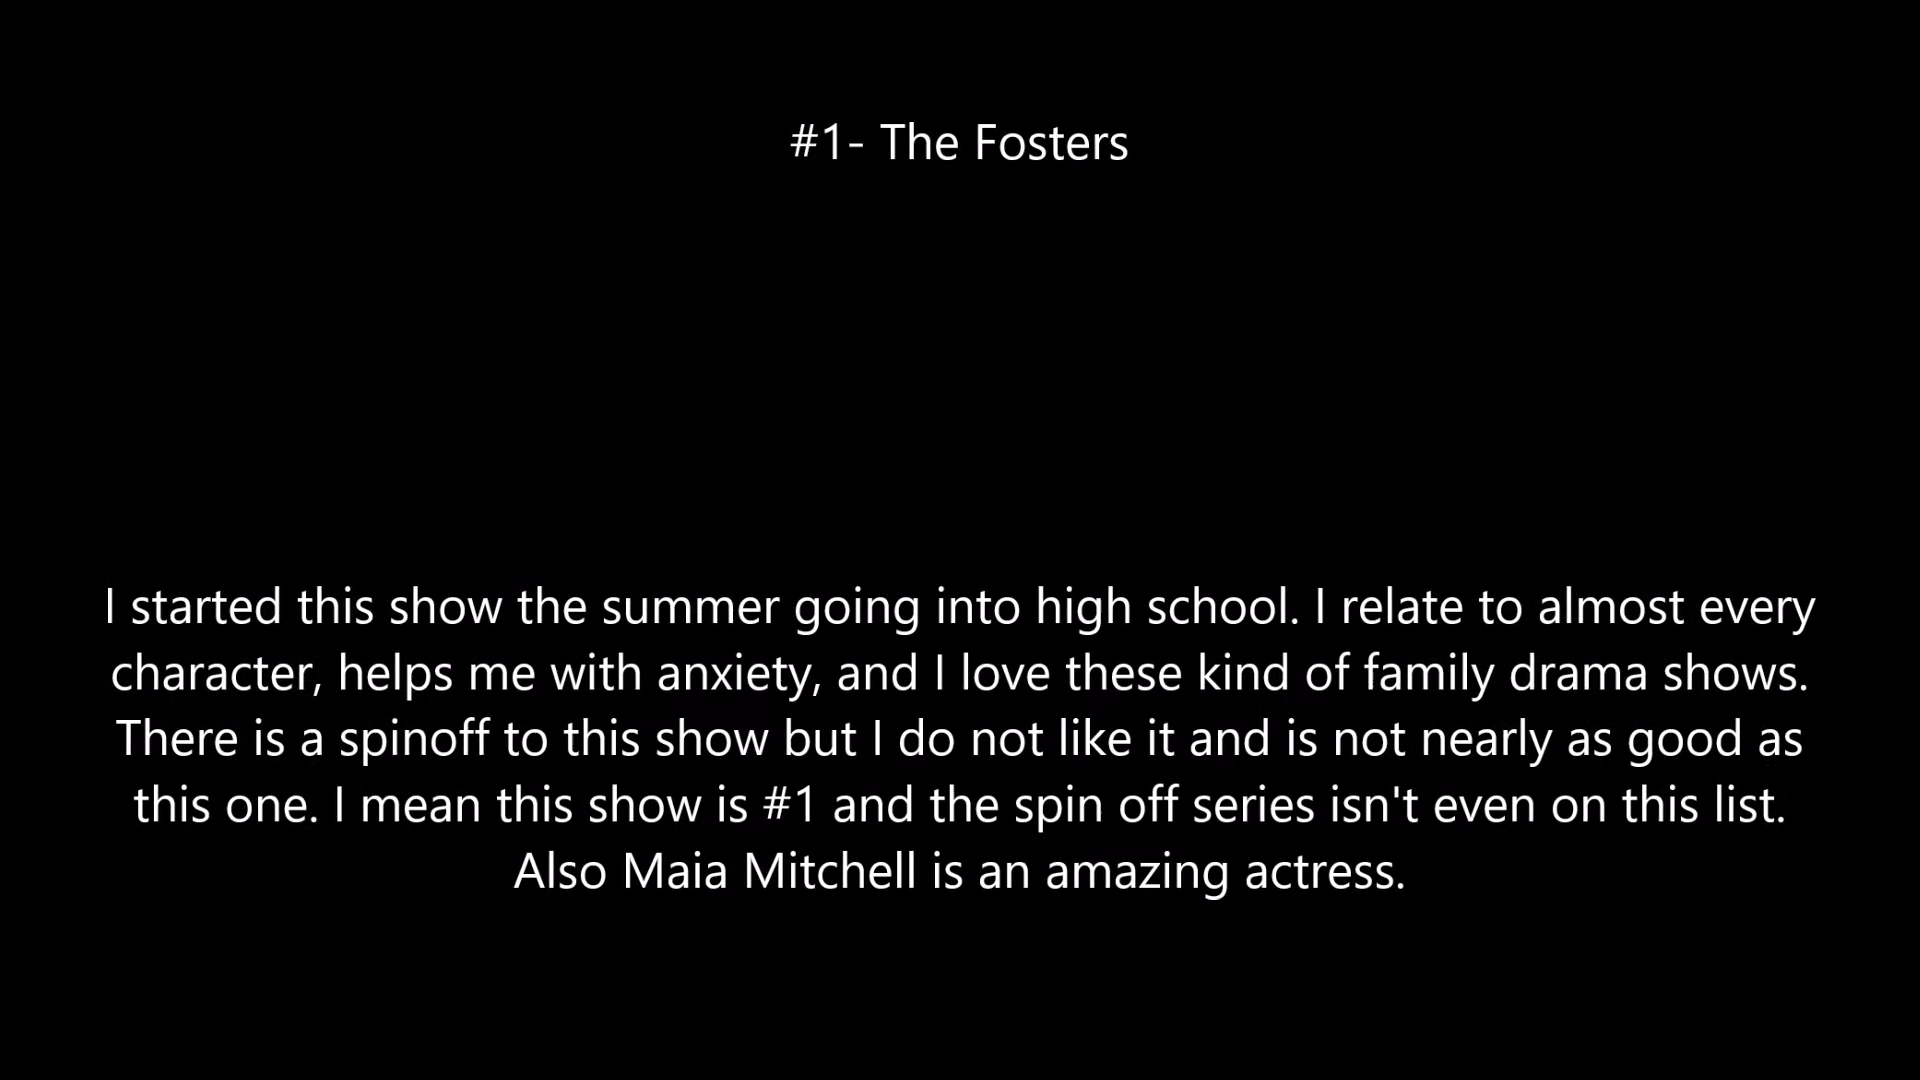 #1- The Fosters
I started this show the summer going into high school. I relate to almost every
character, helps me with anxiety, and I love these kind of family drama shows.
There is a spinoff to this show but I do not like it and is not nearly as good as
this one. I mean this show is #1 and the spin off series isn't even on this list.
Also Maia Mitchell is an amazing actress.